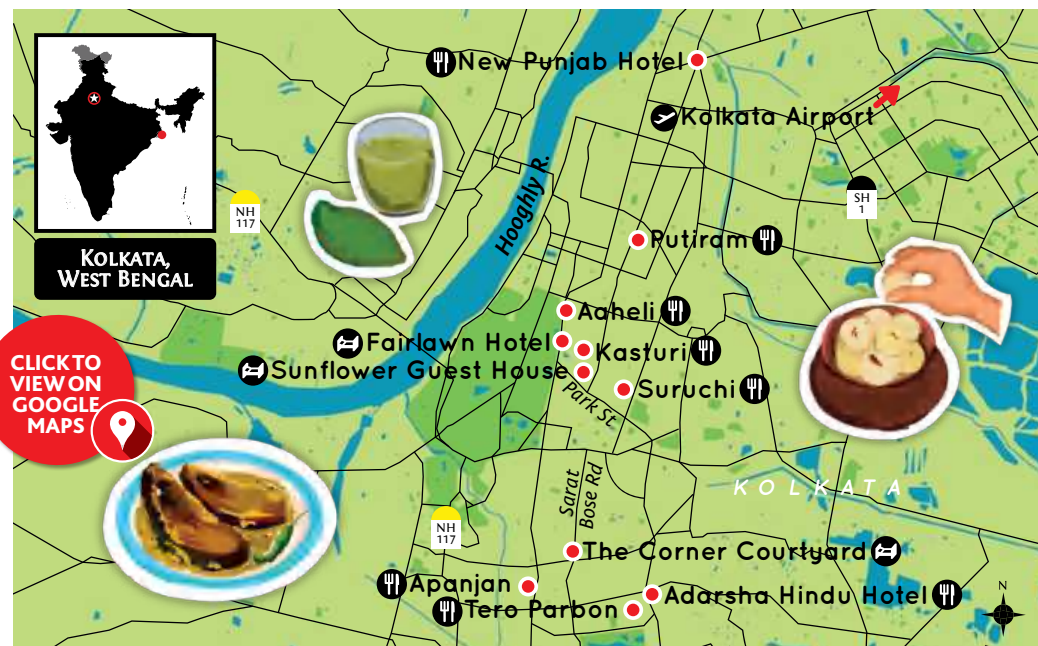 New Punjab Hotel
Kolkata Airport
Hooghly R.
NH
117
SH
1
KOLKATA,
WEST BENGAL
Putiram
Aaheli
Fairlawn Hotel
Kasturi
Sunflower Guest House
Suruchi
Park St
CLICK TO
VIEW ON
GOOGLE
MAPS
Sarat
Bose Rd
KOLKATA
NH
117
The Corner Courtyard
Apanjan
Adarsha Hindu Hotel
Tero Parbon
N